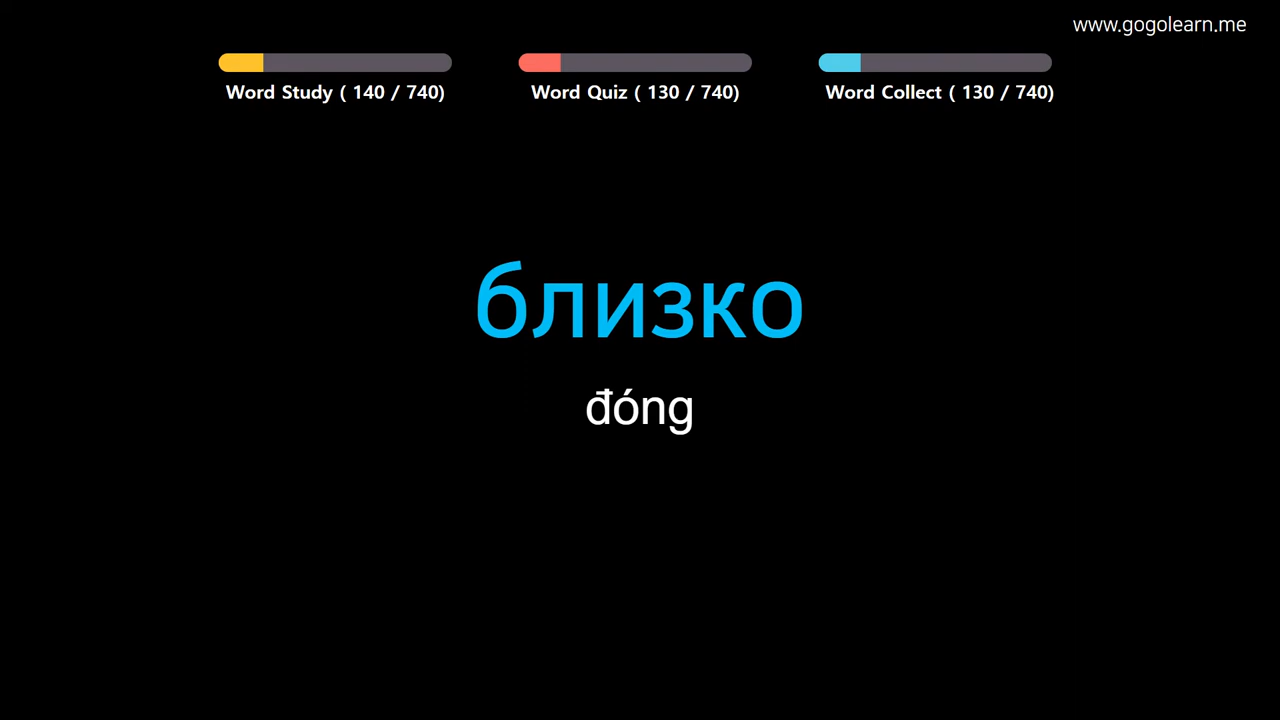 www.gogolearn.me
Word Study ( 140 / 740)
Word Quiz ( 130 / 740)
Word Collect ( 130 / 740)
близко
đóng